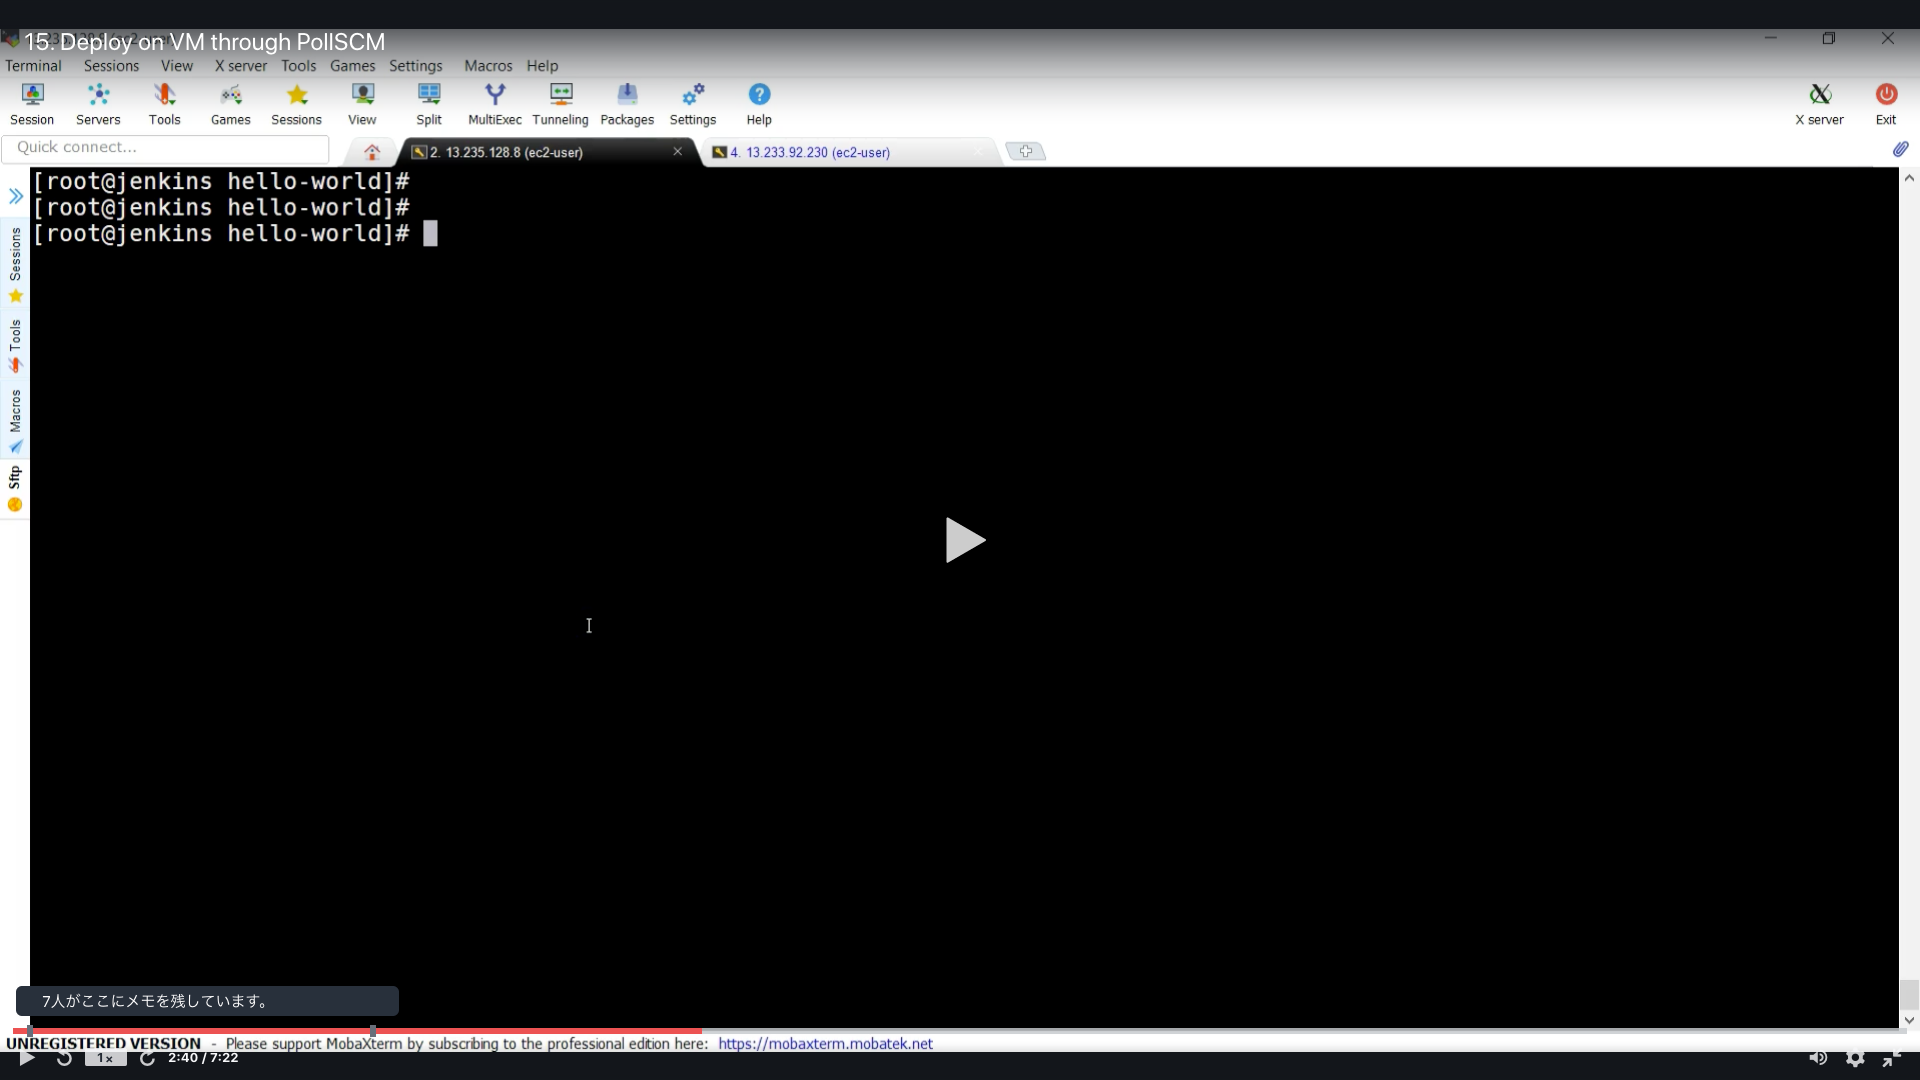 15. Deploy on VM through PollSCM
Terminal Sessions View X server Tools Games Settings Macros Help
Session Servers Tools Games Sessions View Split MultiExec Tunneling Packages Settings Help X server Exit
Quick connect...
2. 13.235.128.8 (ec2-user)
4. 13.233.92.230 (ec2-user)
[root@jenkins hello-world]#
[root@jenkins hello-world]#
[root@jenkins hello-world]#
Sessions
Tools
Macros
Sftp
7人がここにメモを残しています。
UNREGISTERED VERSION - Please support MobaXterm by subscribing to the professional edition here: https://mobaxterm.mobatek.net
1x 2:40 / 7:22